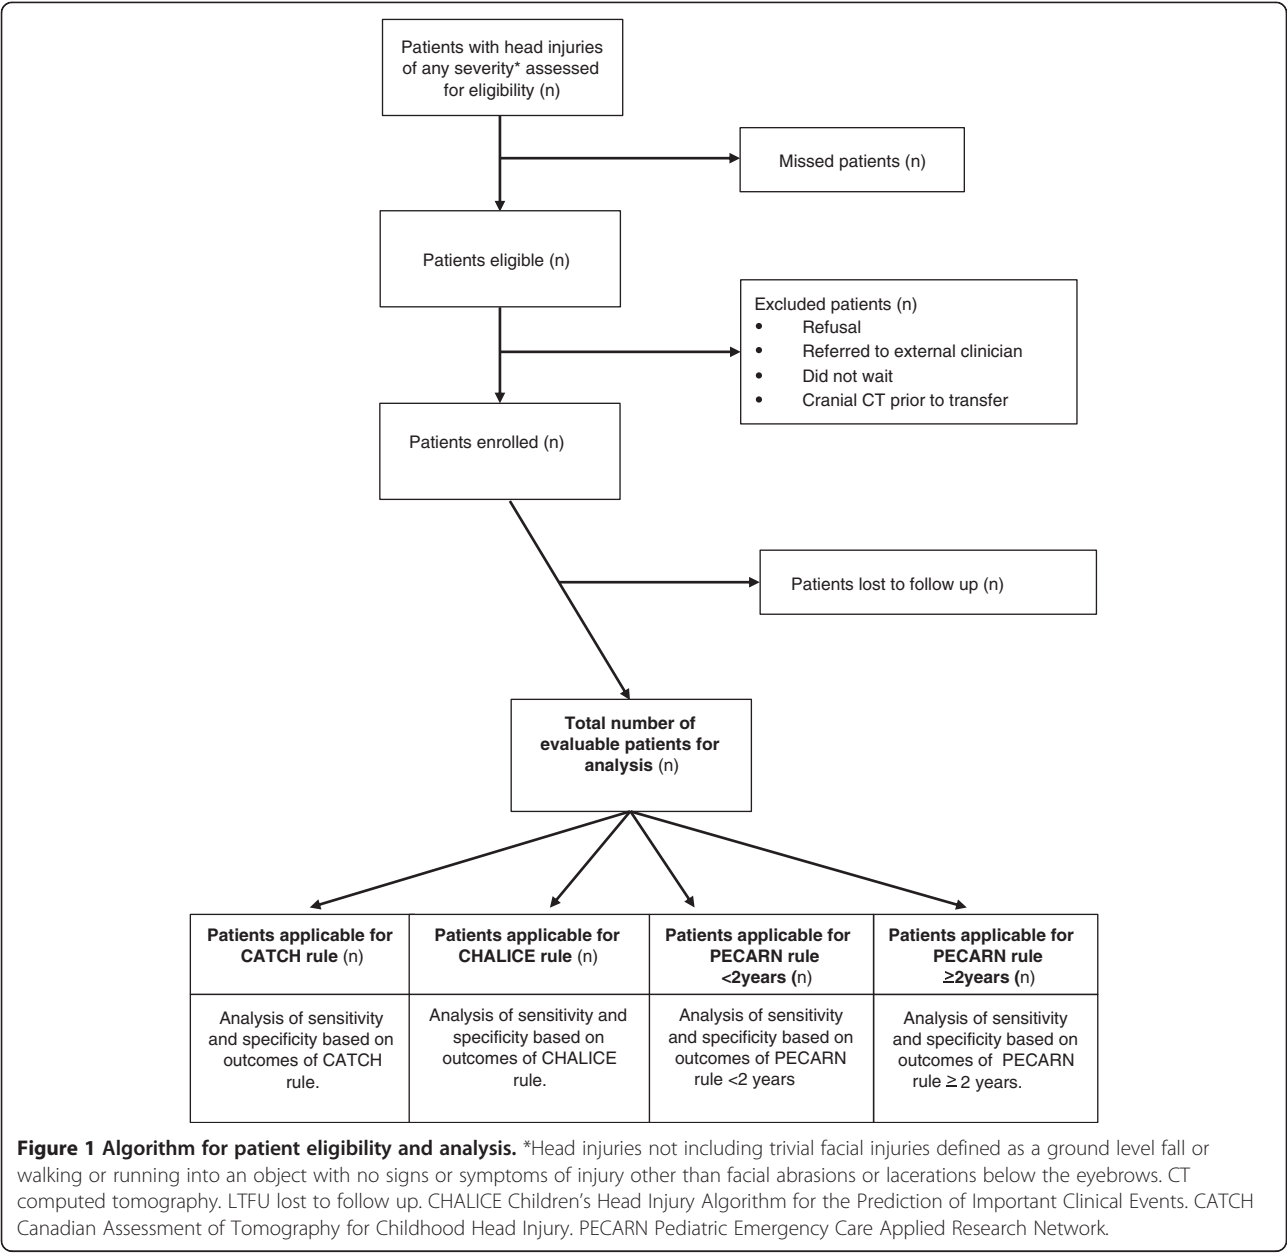 Patients with head injuries
of any severity* assessed
for eligibility (n)
Missed patients (n)
Patients eligible (n)
Excluded patients (n)
• Refusal
• Referred to external clinician
• Did not wait
• Cranial CT prior to transfer
Patients enrolled (n)
Patients lost to follow up (n)
Total number of
evaluable patients for
analysis (n)
Patients applicable for
CATCH rule (n)
Patients applicable for
CHALICE rule (n)
Patients applicable for
PECARN rule
<2years (n)
Patients applicable for
PECARN rule
≥2years (n)
Analysis of sensitivity
and specificity based on
outcomes of CATCH
rule.
Analysis of sensitivity and
specificity based on
outcomes of CHALICE
rule.
Analysis of sensitivity
and specificity based on
outcomes of PECARN
rule <2 years
Analysis of sensitivity
and specificity based on
outcomes of PECARN
rule ≥ 2 years.
Figure 1 Algorithm for patient eligibility and analysis. *Head injuries not including trivial facial injuries defined as a ground level fall or
walking or running into an object with no signs or symptoms of injury other than facial abrasions or lacerations below the eyebrows. CT
computed tomography. LTFU lost to follow up. CHALICE Children's Head Injury Algorithm for the Prediction of Important Clinical Events. CATCH
Canadian Assessment of Tomography for Childhood Head Injury. PECARN Pediatric Emergency Care Applied Research Network.